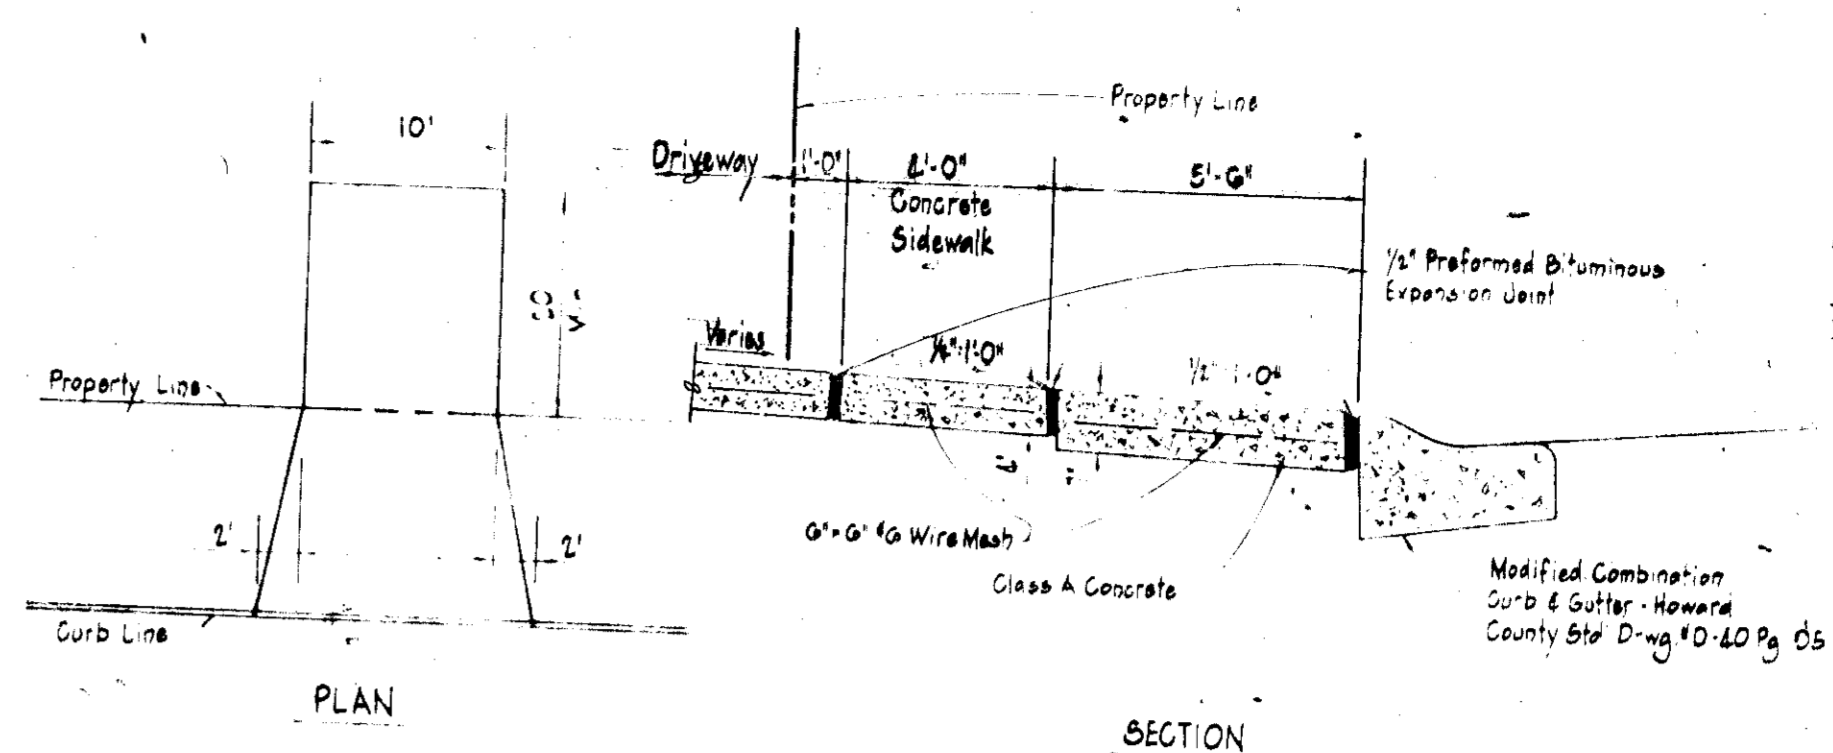 10'
Property Line
2'
2'
Curb Line
PLAN
Property Line
Driveway
1'-0"
4'-0"
5'-6"
Concrete
Sidewalk
1/2" Preformed Bituminous
Expansion Joint
Varies
1/4"·1'-0"
1/2" 1'-0"
6"×6" #6 Wire Mesh
Class A Concrete
Modified Combination
Curb & Gutter - Howard
County Std D-wg. #D-40 Pg
SECTION